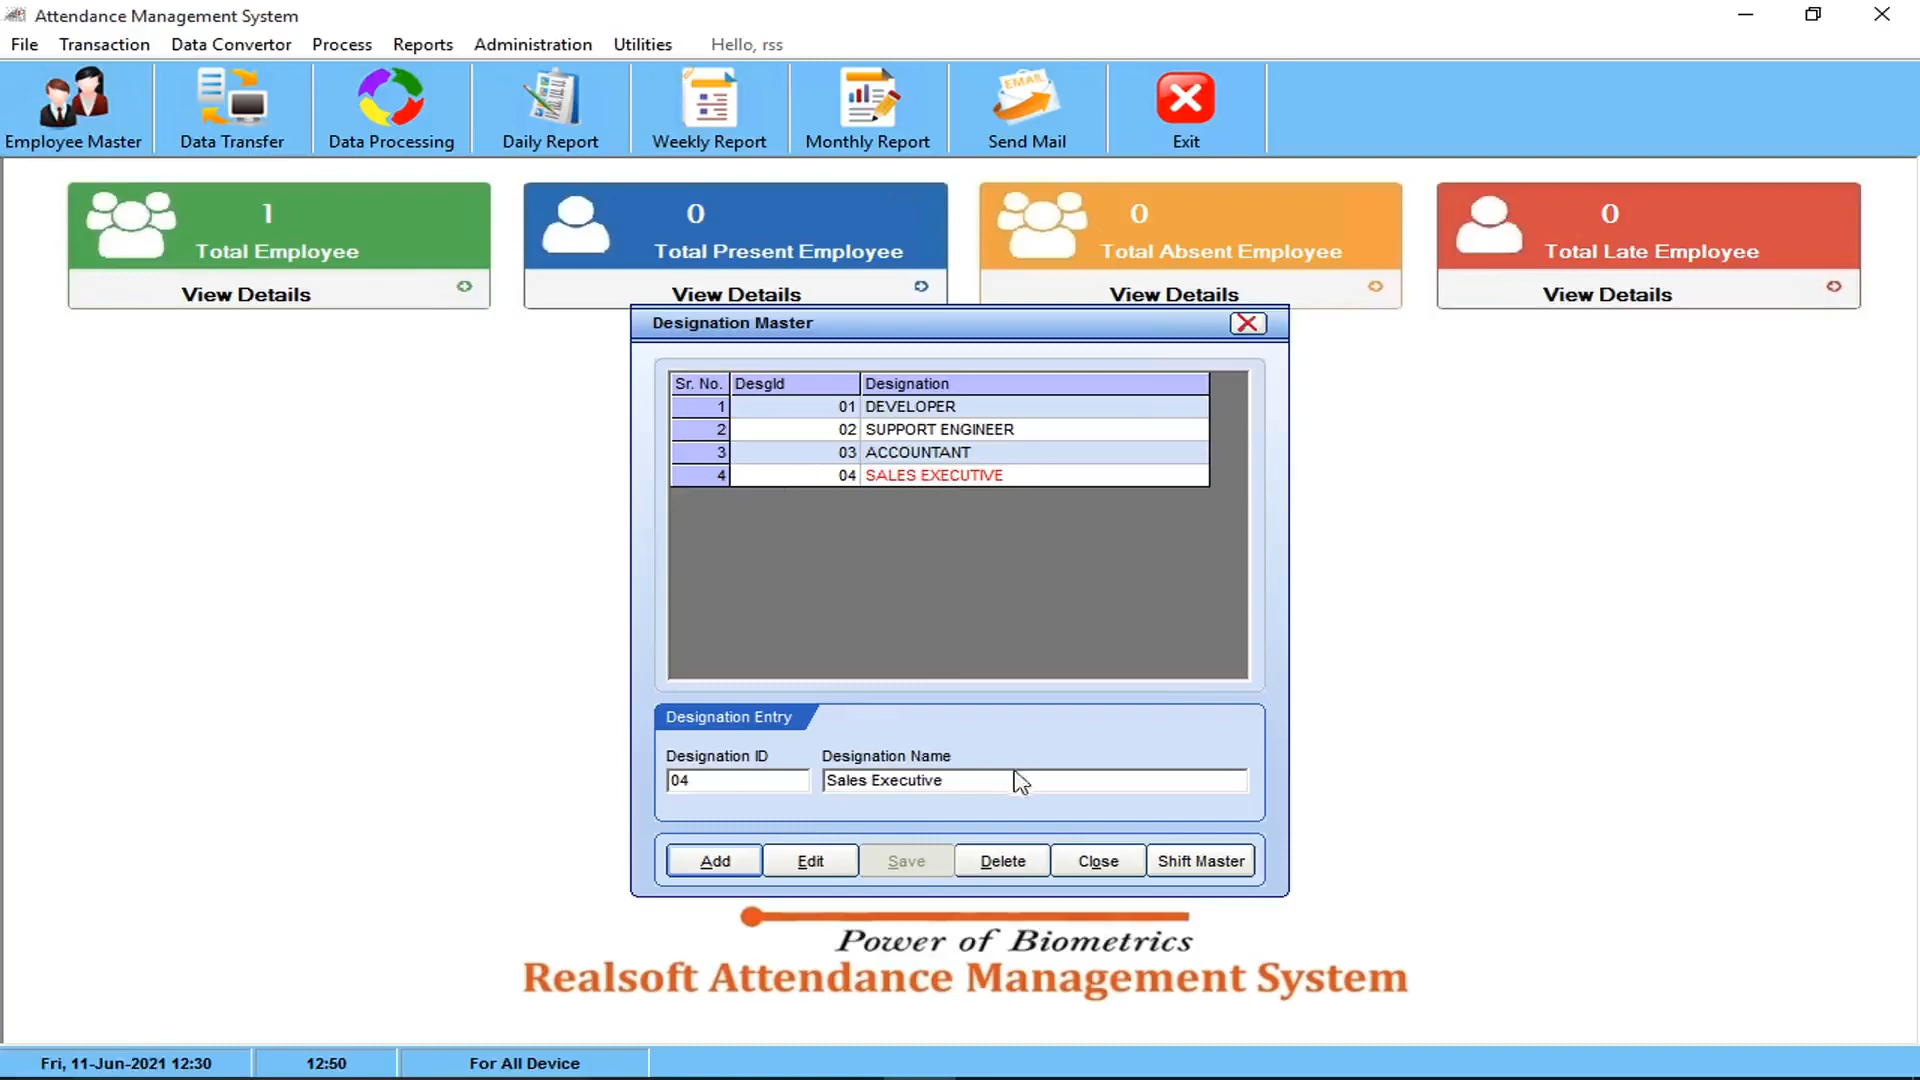 Attendance Management System
File Transaction Data Convertor Process Reports Administration Utilities Hello, rss
Employee Master Data Transfer Data Processing Daily Report Weekly Report EMAIL Monthly Report Send Mail Exit
1 Total Employee
View Details
0 Total Present Employee
View Details
0 Total Absent Employee
View Details
0 Total Late Employee
View Details
Designation Master
Sr. No. DesgId Designation
1 01 DEVELOPER
2 02 SUPPORT ENGINEER
3 03 ACCOUNTANT
4 04 SALES EXECUTIVE
Designation Entry
Designation ID Designation Name
04 Sales Executive
Add Edit Save Delete Close Shift Master
Power of Biometrics
Realsoft Attendance Management System
Fri, 11-Jun-2021 12:30 12:50 For All Device